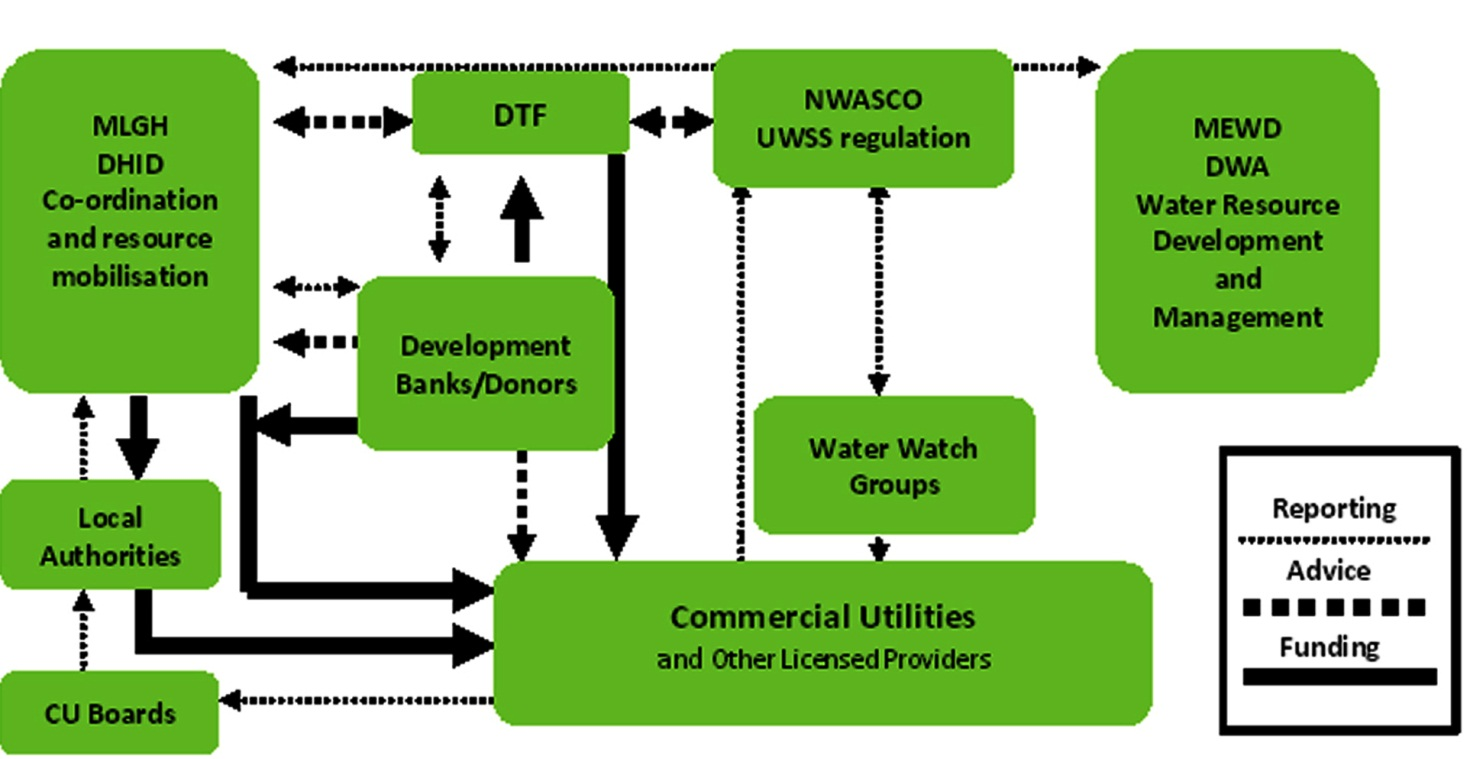 MLGH
DHID
Co-ordination
and resource
mobilisation
DTF
NWASCO
UWSS regulation
MEWD
DWA
Water Resource
Development
and
Management
Development
Banks/Donors
Water Watch
Groups
Local
Authorities
Commercial Utilities
and Other Licensed Providers
CU Boards
Reporting
Advice
Funding